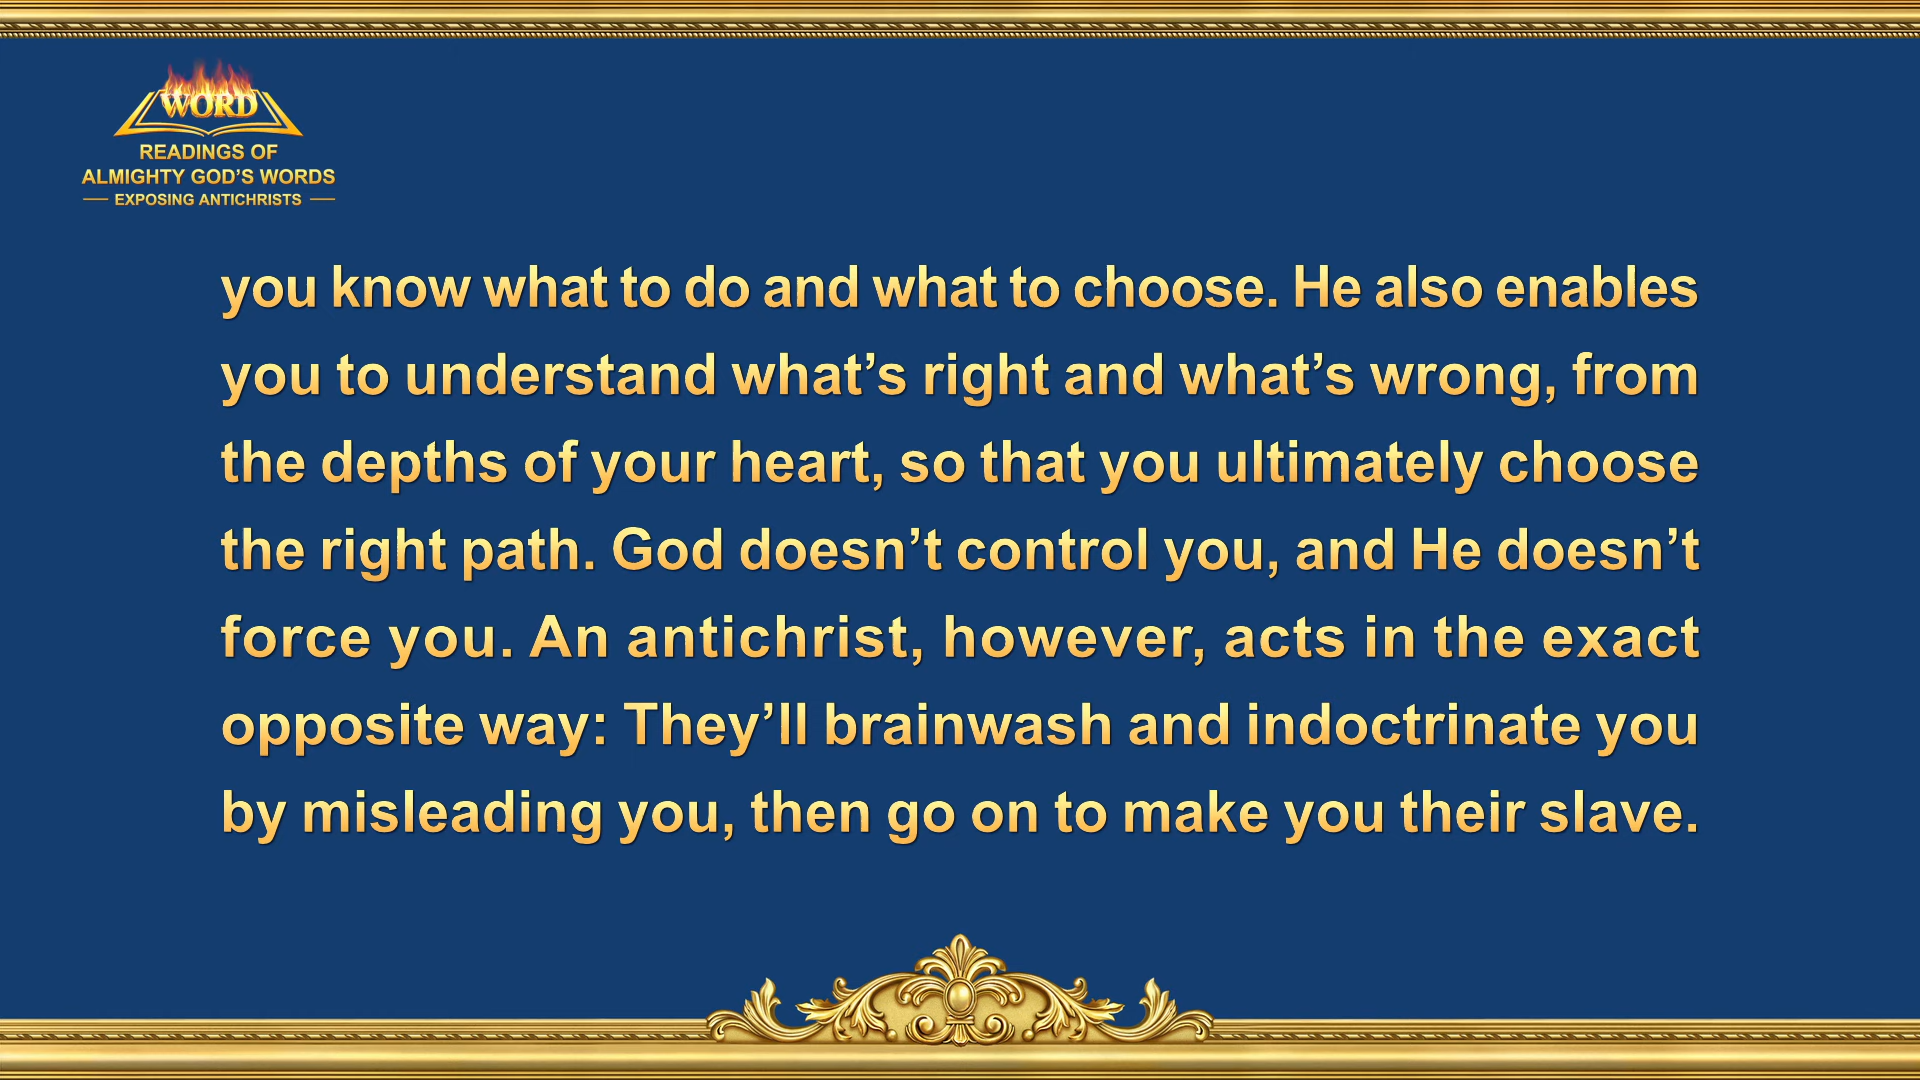 WORD
READINGS OF
ALMIGHTY GOD’S WORDS
EXPOSING ANTICHRISTS
you know what to do and what to choose. He also enables
you to understand what’s right and what’s wrong, from
the depths of your heart, so that you ultimately choose
the right path. God doesn’t control you, and He doesn’t
force you. An antichrist, however, acts in the exact
opposite way: They’ll brainwash and indoctrinate you
by misleading you, then go on to make you their slave.